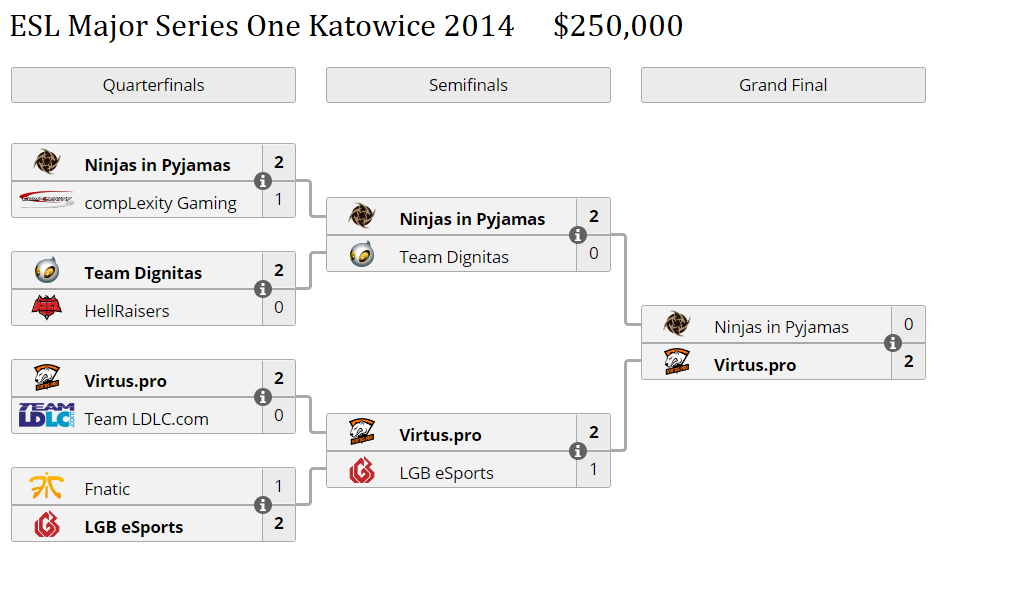 ESL Major Series One Katowice 2014 $250,000
Quarterfinals Semifinals Grand Final
Ninjas in Pyjamas 2
compLexity Gaming 1
Team Dignitas 2
HellRaisers 0
Virtus.pro 2
TEAM LDLC.com
Team LDLC.com 0
Fnatic 1
LGB eSports 2
Ninjas in Pyjamas 2
Team Dignitas 0
Virtus.pro 2
LGB eSports 1
Ninjas in Pyjamas 0
Virtus.pro 2